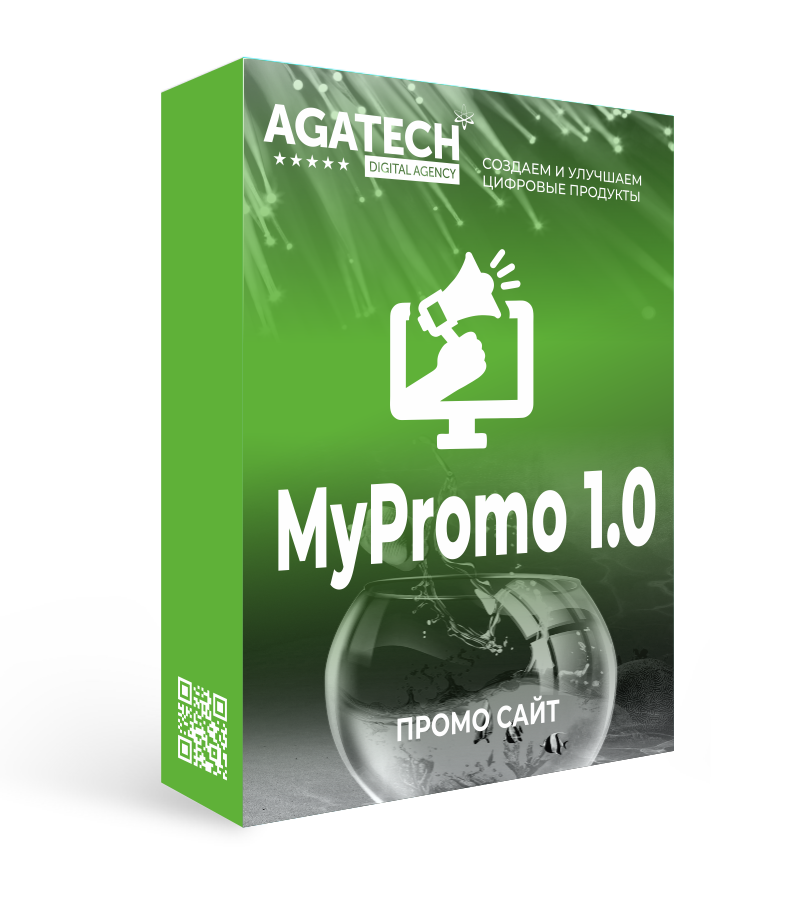 AGATECH
DIGITAL AGENCY
СОЗДАЕМ И УЛУЧШАЕМ
ЦИФРОВЫЕ ПРОДУКТЫ
MyPromo 1.0
ПРОМО САЙТ